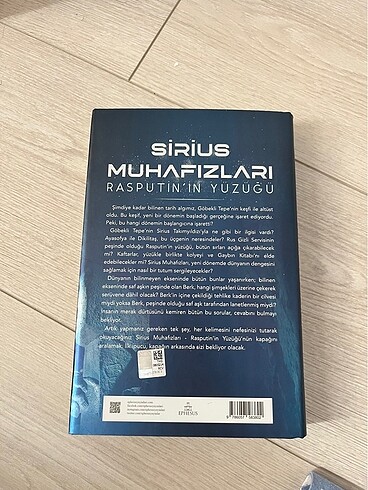 SİRİUS
MUHAFIZLARI
RASPUTİN'İN YÜZÜĞÜ
Şimdiye kadar bilinen tarih algımız, Göbekli Tepe'nin keşfi ile altüst
oldu. Bu keşif, yeni bir dönemin başladığı gerçeğine işaret ediyordu.
Peki, bu hangi dönemin başlangıcına işaretti?
Göbekli Tepe'nin Sirius Takımyıldızı'yla ne gibi bir ilgisi vardı?
Ayasofya ile Dikilitaş, bu üçgenin neresindeler? Rus Gizli Servisinin
peşinde olduğu Rasputin'in yüzüğü, bütün sırları açığa çıkarabilecek
mi? Kaftarlar, yüzükle birlikte kolyeyi ve Gaybın Kitabı'nı elde
edebilecekler mi? Sirius Muhafızları, yeni dönemde dünyanın dengesini
sağlamak için nasıl bir tutum sergileyecekler?
Dünyanın bilinmeyen ekseninde bütün bunlar yaşanırken; bilinen
ekseninde saf aşkın peşinde olan Berk, hangi şimşekleri üzerine çekerek
serüvene dâhil olacak? Berk'in içine çekildiği tehlike kaderin bir cilvesi
miydi yoksa Berk, peşinde olduğu saf aşk tarafından lanetlenmiş miydi?
İnsanın merak dürtüsünü kemiren bütün bu sorular, cevabını bulmayı
bekliyor.
Artık yapmanız gereken tek şey, her kelimesini nefesinizi tutarak
okuyacağınız Sirius Muhafızları - Rasputin'in Yüzüğü'nün kapağını
aralamak. İlk ipucu, kapağın arkasında sizi bekliyor olacak.
EPHESUS